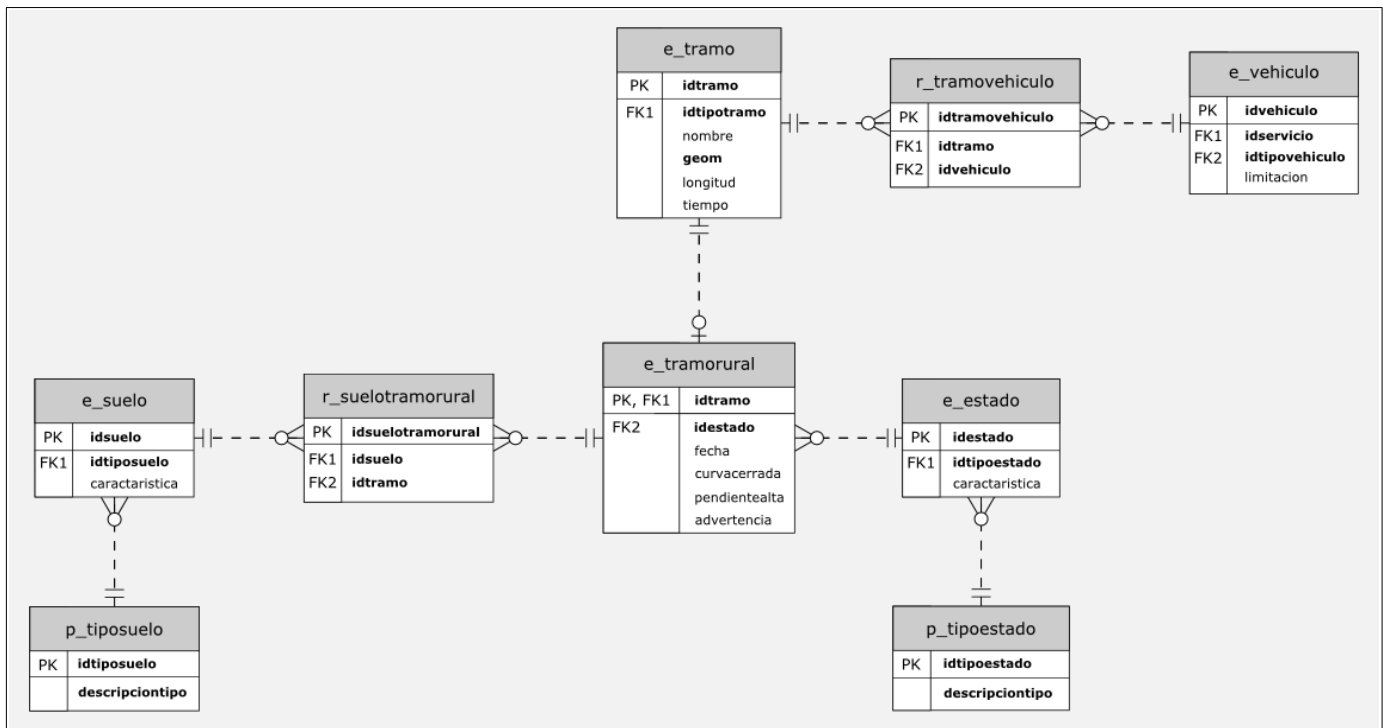 e_tramo
PK idtramo
FK1 idtipotramo
nombre
geom
longitud
tiempo
r_tramovehiculo
PK idtramovehiculo
FK1 idtramo
FK2 idvehiculo
e_vehiculo
PK idvehiculo
FK1 idservicio
FK2 idtipovehiculo
limitacion
e_suelo
PK idsuelo
FK1 idtiposuelo
caractaristica
r_suelotramorural
PK idsuelotramorural
FK1 idsuelo
FK2 idtramo
e_tramorural
PK, FK1 idtramo
FK2 idestado
fecha
curvacerrada
pendientealta
advertencia
e_estado
PK idestado
FK1 idtipoestado
caractaristica
p_tiposuelo
PK idtiposuelo
descripciontipo
p_tipoestado
PK idtipoestado
descripciontipo